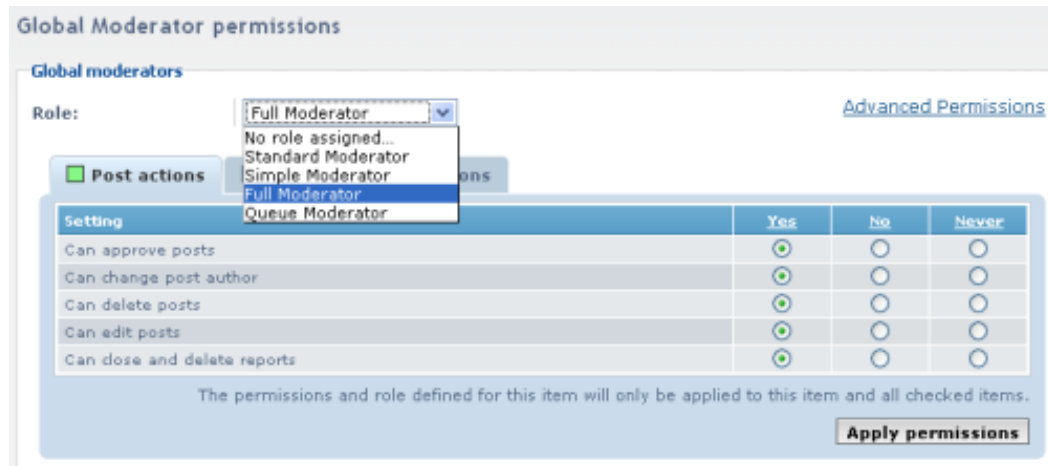 Global Moderator permissions
Global moderators
Role:
Full Moderator
Advanced Permissions
No role assigned...
Standard Moderator
Simple Moderator
Full Moderator
Queue Moderator
Post actions
Setting Yes No Never
Can approve posts
Can change post author
Can delete posts
Can edit posts
Can close and delete reports
The permissions and role defined for this item will only be applied to this item and all checked items.
Apply permissions